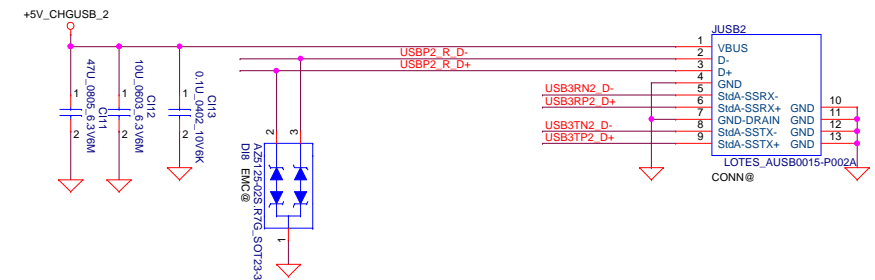 +5V_CHGUSB_2
JUSB2
USBP2_R_D-
USBP2_R_D+
USB3RN2_D-
USB3RP2_D+
USB3TN2_D-
USB3TP2_D+
1 VBUS
2 D-
3 D+
4 GND
5 StdA-SSRX-
6 StdA-SSRX+ GND 10
7 GND-DRAIN GND 11
8 StdA-SSTX- GND 12
9 StdA-SSTX+ GND 13
LOTES_AUSB0015-P002A
CONN@
1
2
47U_0805_6.3V6M
CI11
1
2
10U_0603_6.3V6M
CI12
1
2
0.1U_0402_10V6K
CI13
2
3
1
AZ5125-02S.R7G_SOT23-3
DI8 EMC@